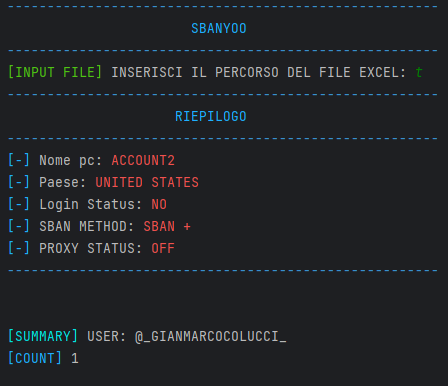 SBANYOO
[INPUT FILE] INSERISCI IL PERCORSO DEL FILE EXCEL: t
RIEPILOGO
[-] Nome pc: ACCOUNT2
[-] Paese: UNITED STATES
[-] Login Status: NO
[-] SBAN METHOD: SBAN +
[-] PROXY STATUS: OFF
[SUMMARY] USER: @_GIANMARCOCOLUCCI_
[COUNT] 1